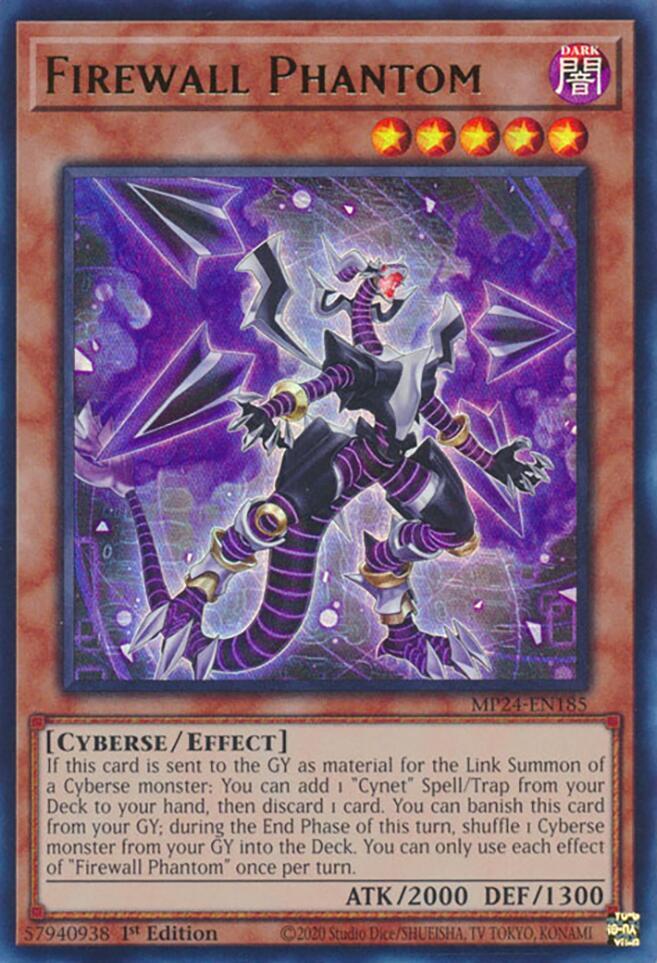 Firewall Phantom
DARK
闇
MP24-EN185
[Cyberse/Effect]
If this card is sent to the GY as material for the Link Summon of
a Cyberse monster: You can add 1 "Cynet" Spell/Trap from your
Deck to your hand, then discard 1 card. You can banish this card
from your GY; during the End Phase of this turn, shuffle 1 Cyberse
monster from your GY into the Deck. You can only use each effect
of "Firewall Phantom" once per turn.
ATK/2000 DEF/1300
57940938 1st Edition
©2020 Studio Dice/SHUEISHA, TV TOKYO, KONAMI